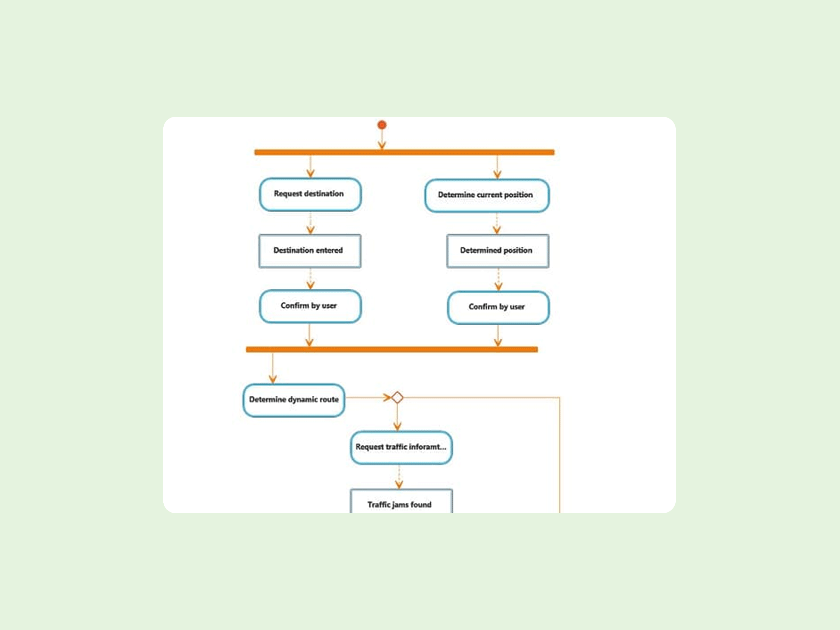 Request destination
Determine current position
Destination entered
Determined position
Confirm by user
Confirm by user
Determine dynamic route
Request traffic inforamt...
Traffic jams found